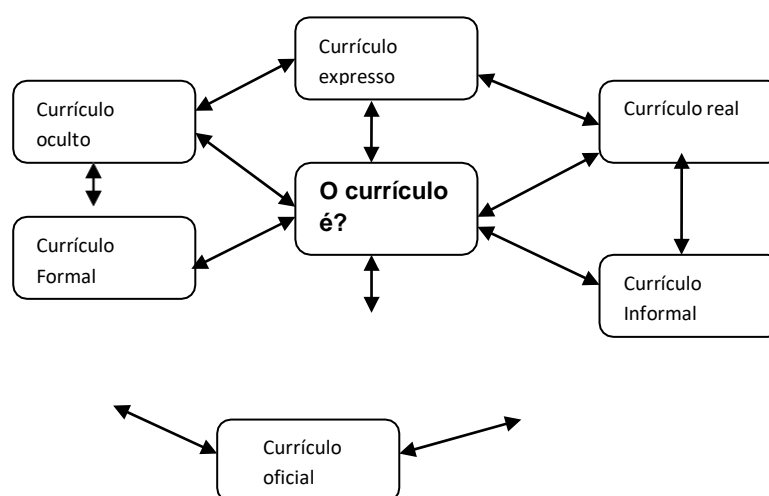 Currículo
expresso
Currículo
oculto
Currículo real
O currículo
é?
Currículo
Formal
Currículo
Informal
Currículo
oficial